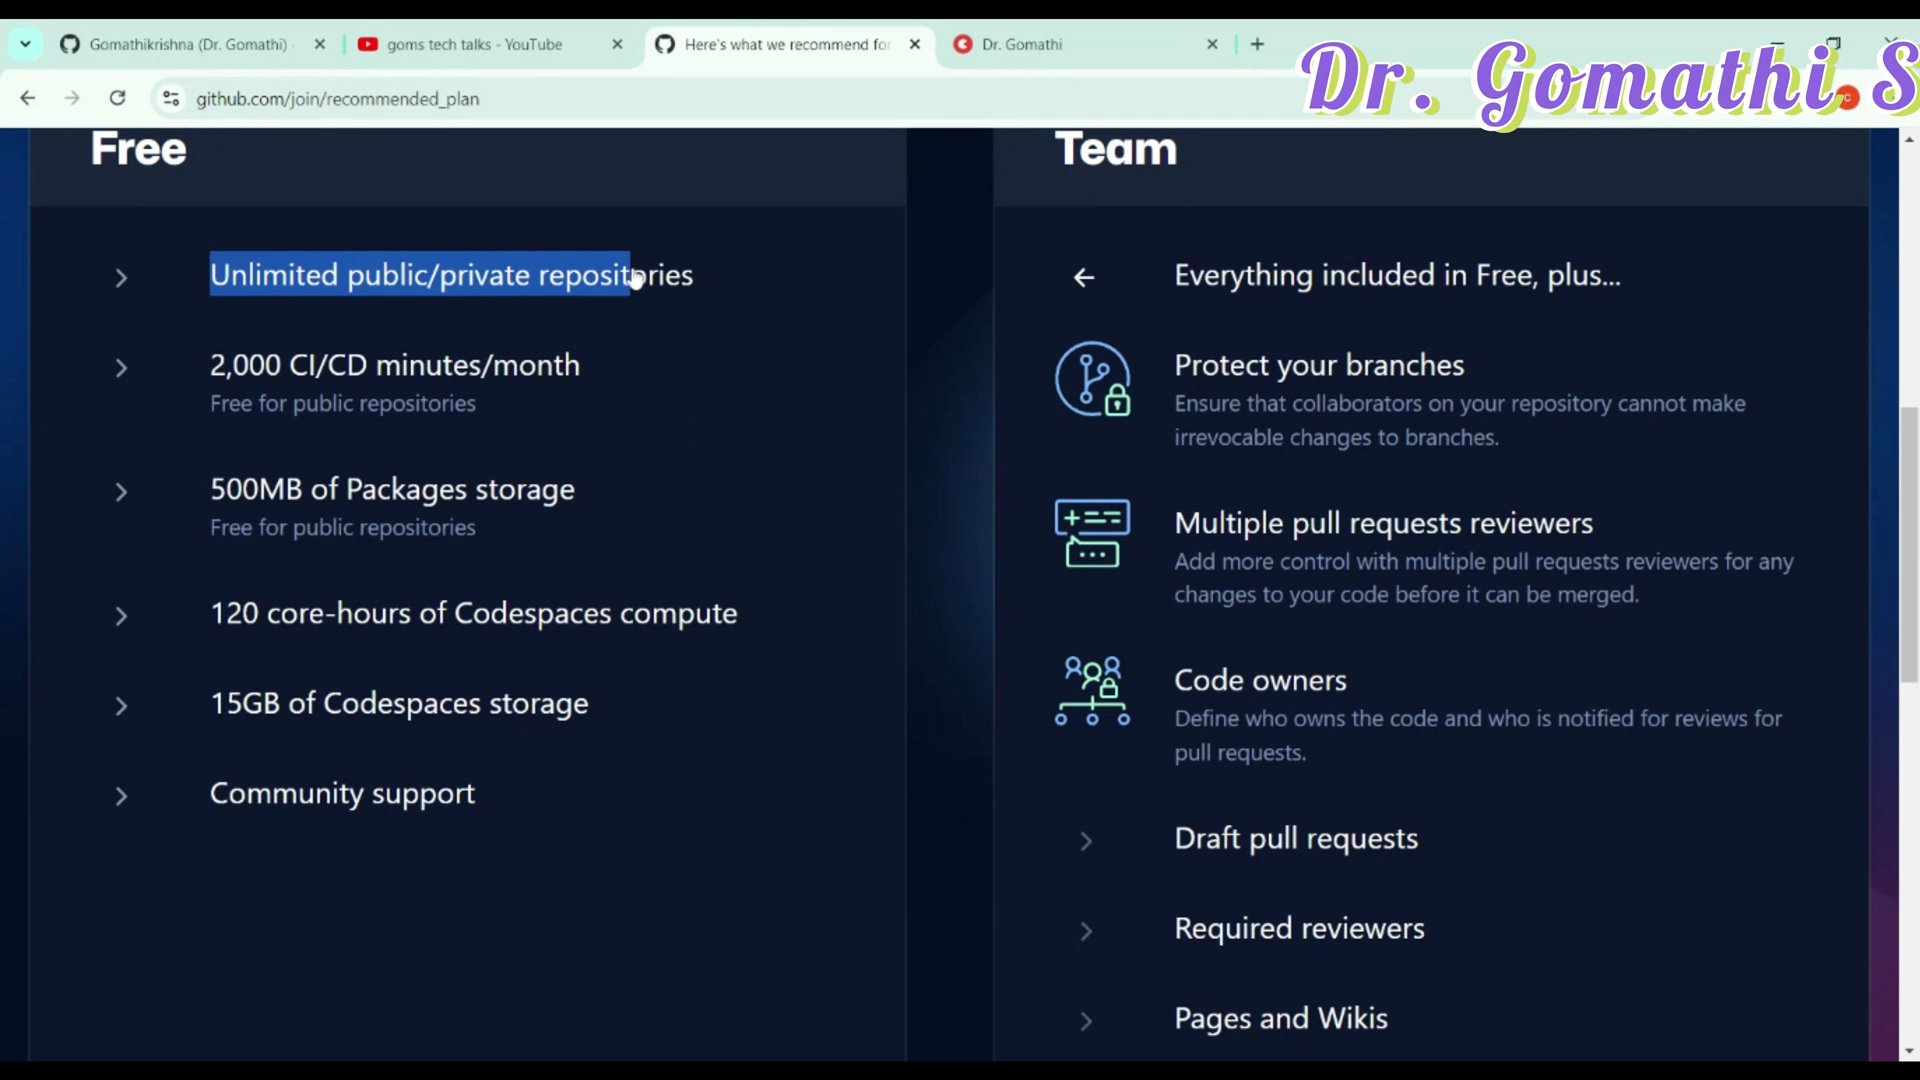 Gomathikrishna (Dr. Gomathi)
goms tech talks - YouTube
Here's what we recommend for
Dr. Gomathi
github.com/join/recommended_plan
Dr. Gomathi S
Free
Unlimited public/private repositories
2,000 CI/CD minutes/month
Free for public repositories
500MB of Packages storage
Free for public repositories
120 core-hours of Codespaces compute
15GB of Codespaces storage
Community support
Team
Everything included in Free, plus...
Protect your branches
Ensure that collaborators on your repository cannot make
irrevocable changes to branches.
Multiple pull requests reviewers
Add more control with multiple pull requests reviewers for any
changes to your code before it can be merged.
Code owners
Define who owns the code and who is notified for reviews for
pull requests.
Draft pull requests
Required reviewers
Pages and Wikis